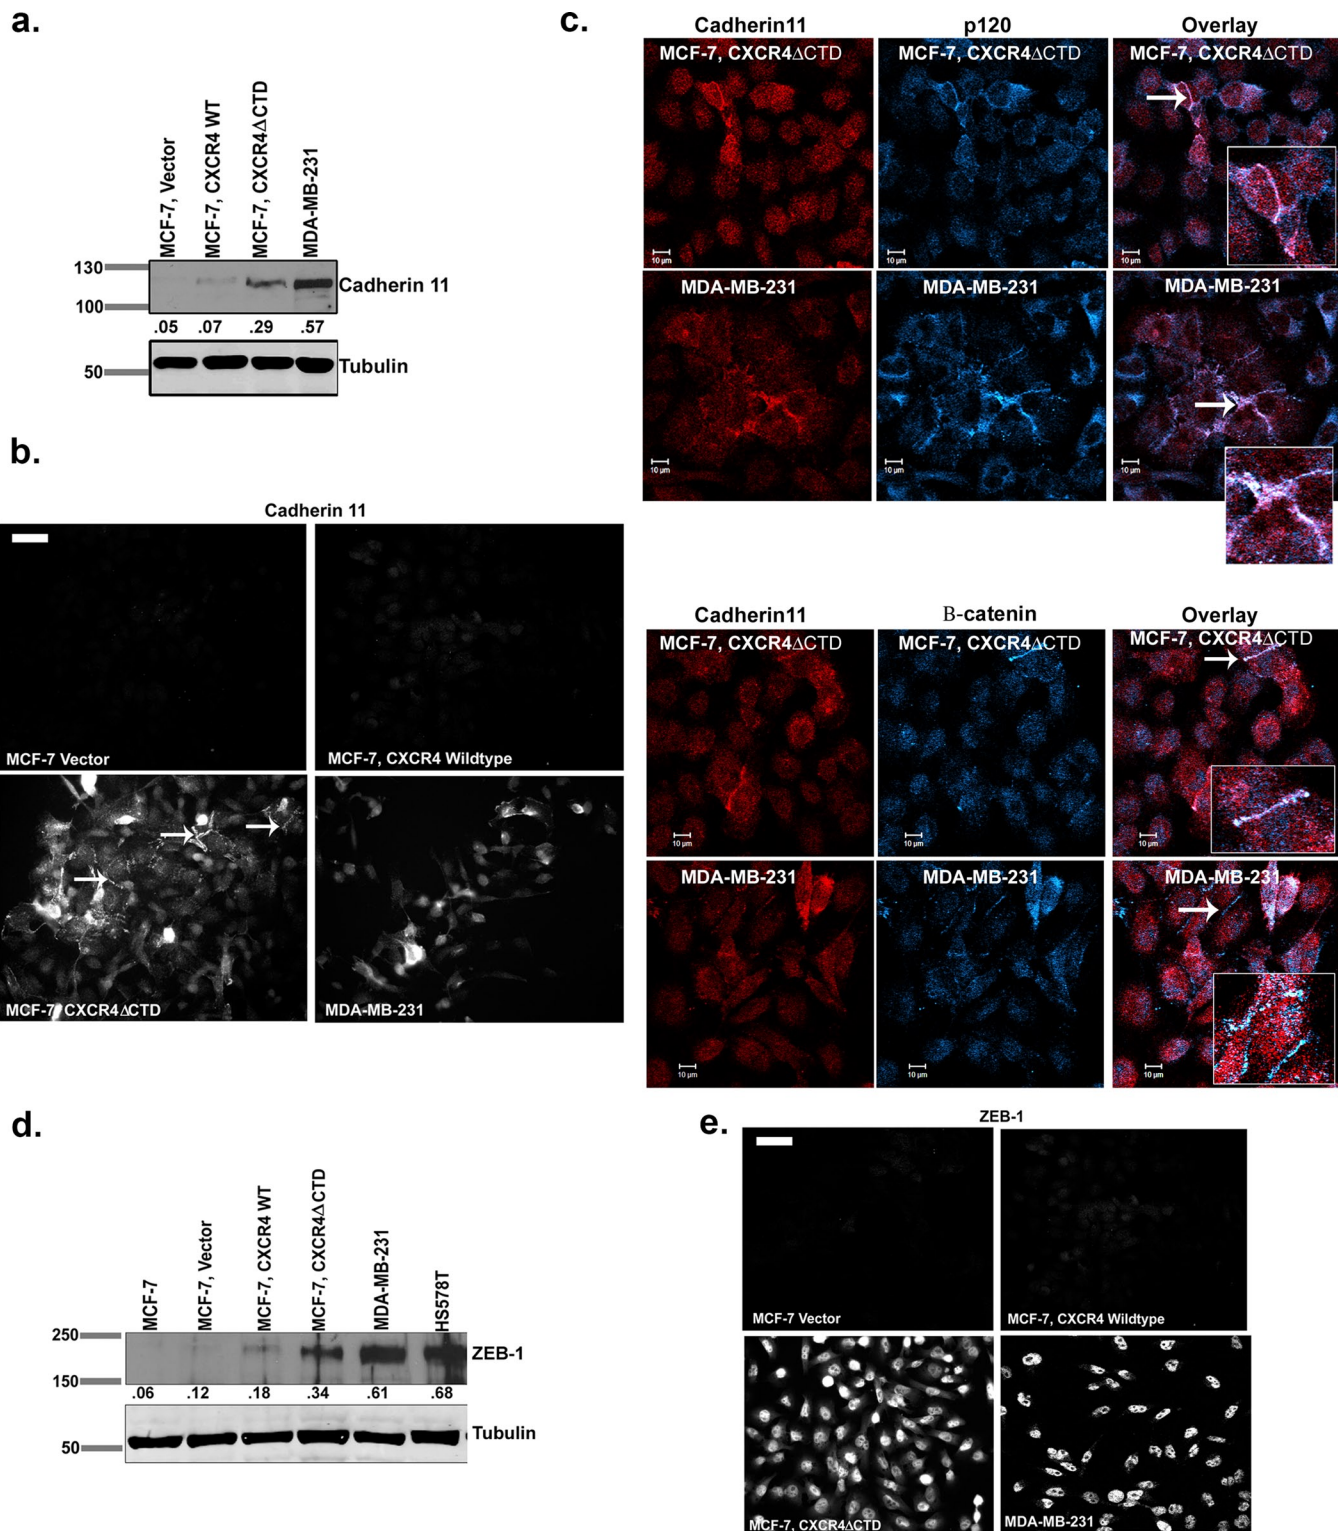 a.
MCF-7, Vector
MCF-7, CXCR4 WT
MCF-7, CXCR4ΔCTD
MDA-MB-231
130
100
Cadherin 11
.05 .07 .29 .57
50
Tubulin
b.
Cadherin 11
MCF-7 Vector
MCF-7, CXCR4 Wildtype
MCF-7, CXCR4ΔCTD
MDA-MB-231
c.
Cadherin11 p120 Overlay
MCF-7, CXCR4ΔCTD MCF-7, CXCR4ΔCTD MCF-7, CXCR4ΔCTD
10 µm 10 µm 10 µm
MDA-MB-231 MDA-MB-231 MDA-MB-231
10 µm 10 µm 10 µm
Cadherin11 B-catenin Overlay
MCF-7, CXCR4ΔCTD MCF-7, CXCR4ΔCTD MCF-7, CXCR4ΔCTD
10 µm 10 µm 10 µm
MDA-MB-231 MDA-MB-231 MDA-MB-231
10 µm 10 µm 10 µm
d.
MCF-7
MCF-7, Vector
MCF-7, CXCR4 WT
MCF-7, CXCR4ΔCTD
MDA-MB-231
HS578T
250
150
ZEB-1
.06 .12 .18 .34 .61 .68
50
Tubulin
e.
ZEB-1
MCF-7 Vector
MCF-7, CXCR4 Wildtype
MCF-7, CXCR4ΔCTD
MDA-MB-231